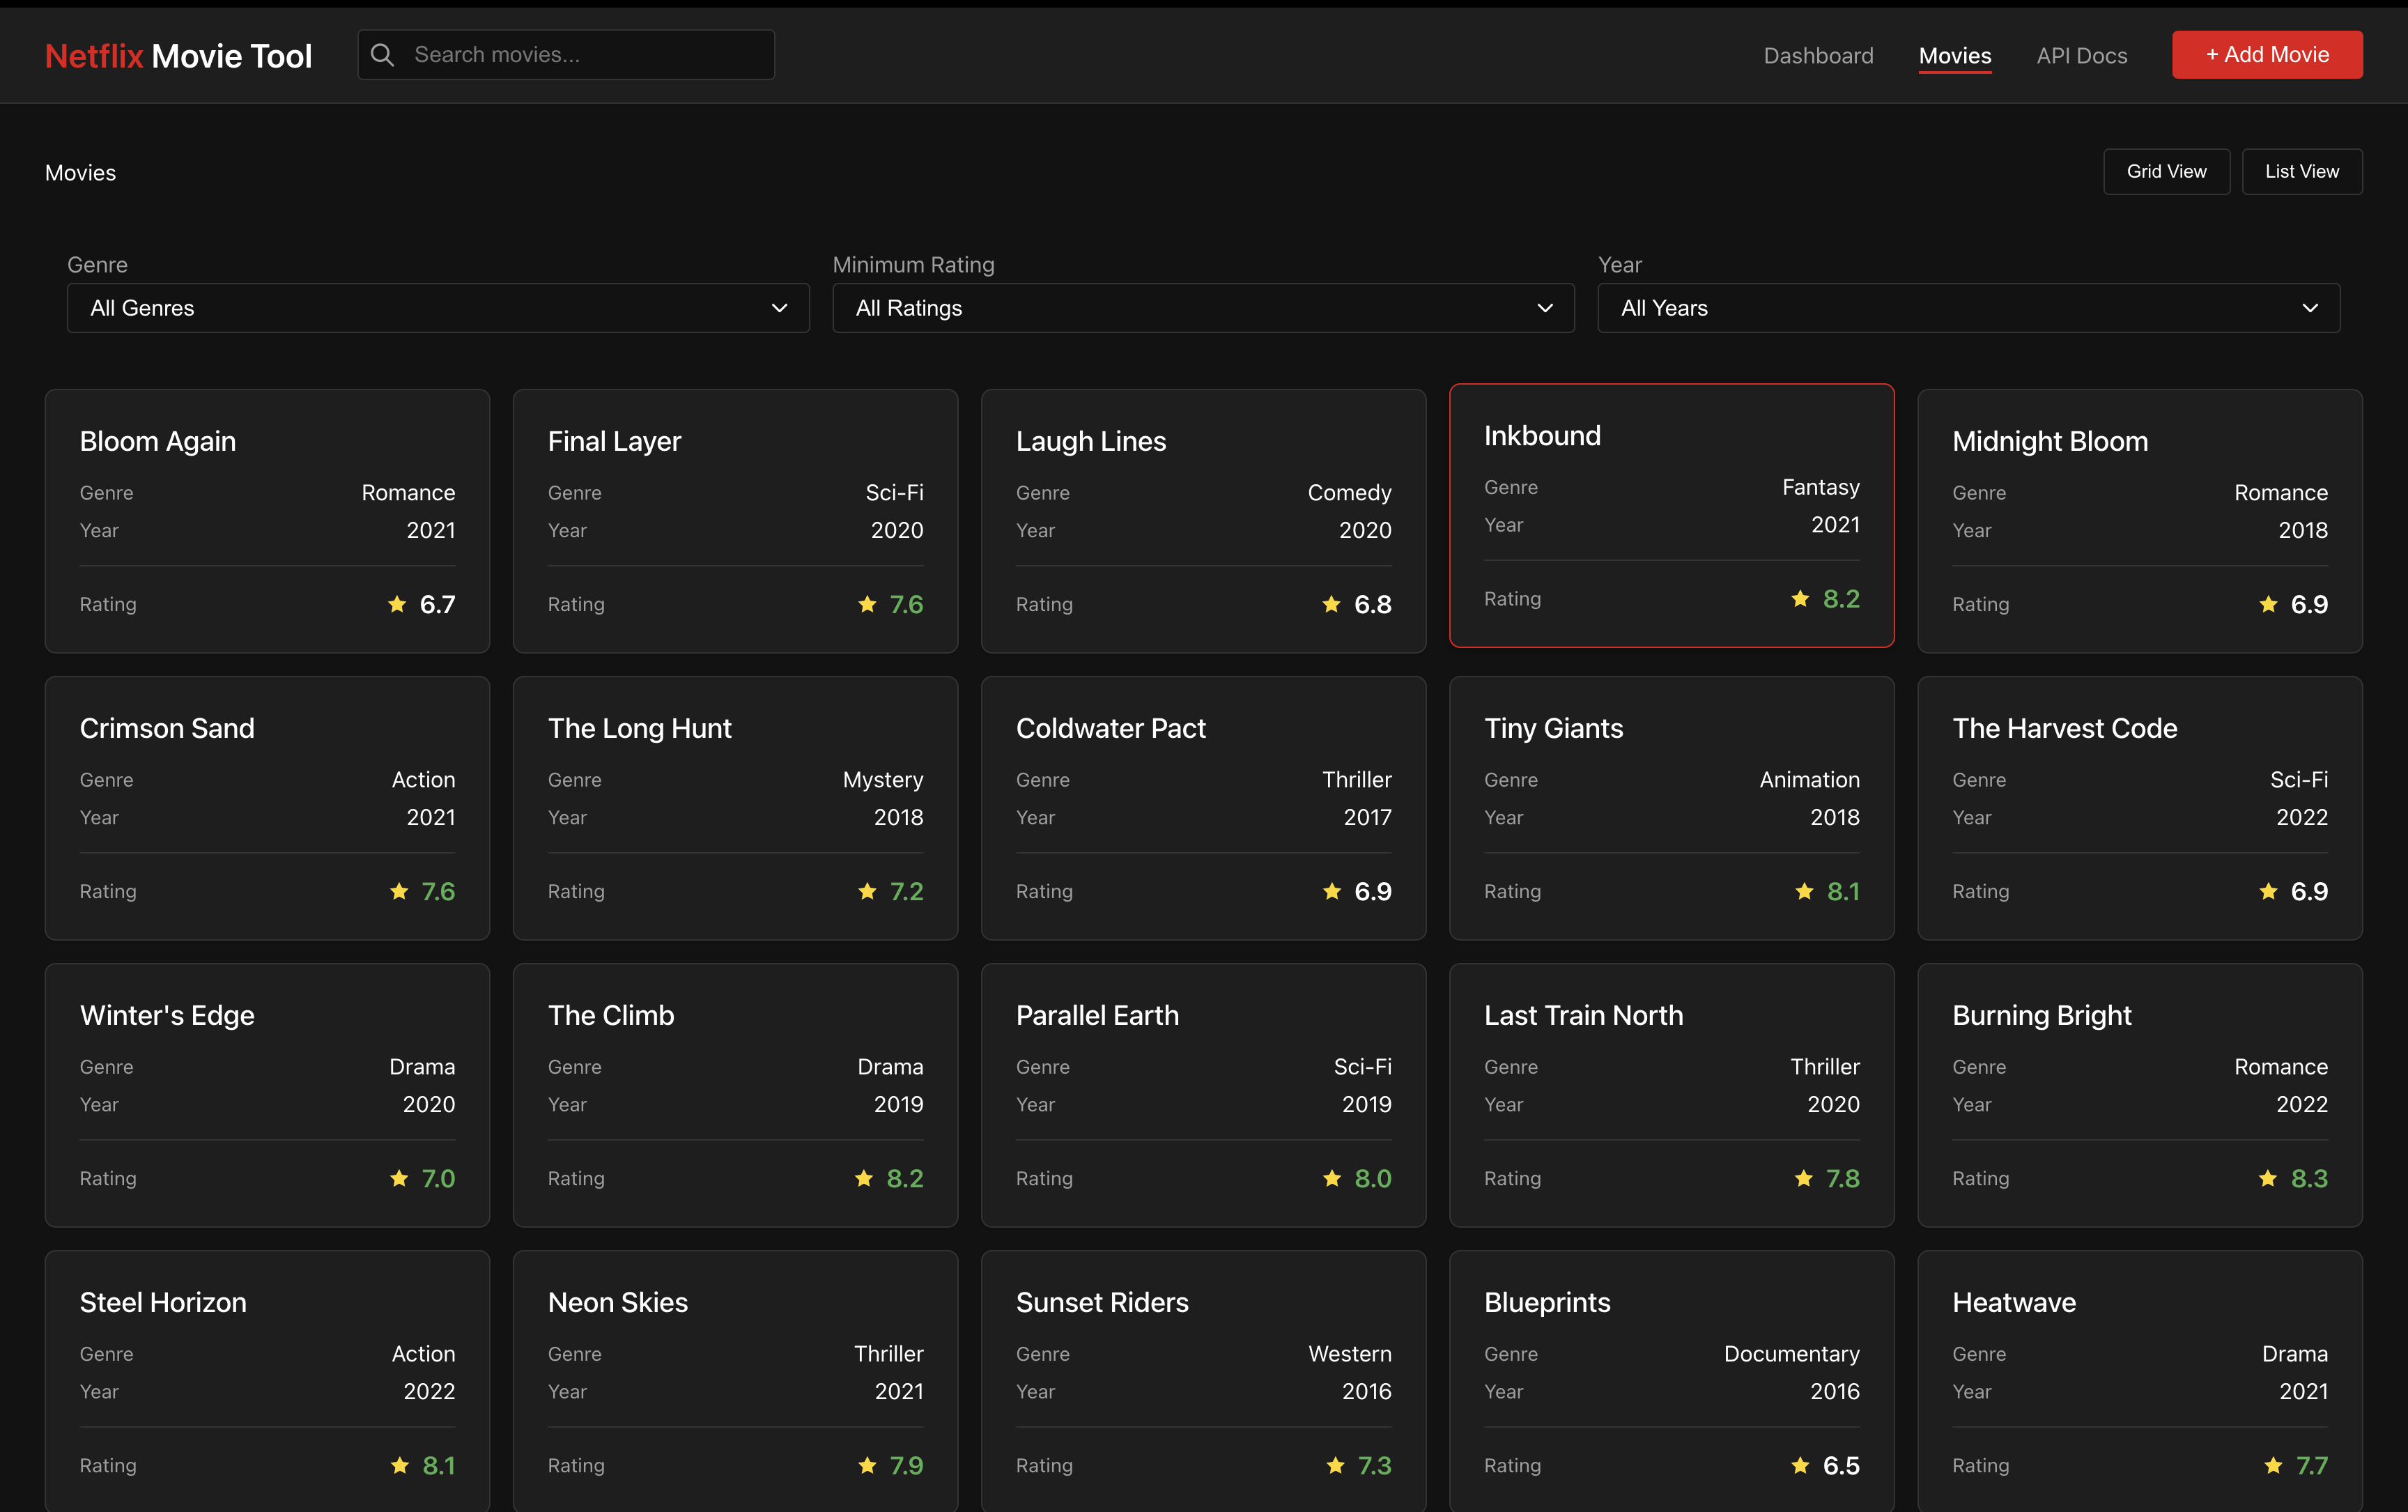 Netflix Movie Tool
Search movies...
Dashboard
Movies
API Docs
+ Add Movie
Movies
Grid View
List View
Genre
All Genres
Minimum Rating
All Ratings
Year
All Years
Bloom Again
Genre Romance
Year 2021
Rating 6.7
Final Layer
Genre Sci-Fi
Year 2020
Rating 7.6
Laugh Lines
Genre Comedy
Year 2020
Rating 6.8
Inkbound
Genre Fantasy
Year 2021
Rating 8.2
Midnight Bloom
Genre Romance
Year 2018
Rating 6.9
Crimson Sand
Genre Action
Year 2021
Rating 7.6
The Long Hunt
Genre Mystery
Year 2018
Rating 7.2
Coldwater Pact
Genre Thriller
Year 2017
Rating 6.9
Tiny Giants
Genre Animation
Year 2018
Rating 8.1
The Harvest Code
Genre Sci-Fi
Year 2022
Rating 6.9
Winter's Edge
Genre Drama
Year 2020
Rating 7.0
The Climb
Genre Drama
Year 2019
Rating 8.2
Parallel Earth
Genre Sci-Fi
Year 2019
Rating 8.0
Last Train North
Genre Thriller
Year 2020
Rating 7.8
Burning Bright
Genre Romance
Year 2022
Rating 8.3
Steel Horizon
Genre Action
Year 2022
Rating 8.1
Neon Skies
Genre Thriller
Year 2021
Rating 7.9
Sunset Riders
Genre Western
Year 2016
Rating 7.3
Blueprints
Genre Documentary
Year 2016
Rating 6.5
Heatwave
Genre Drama
Year 2021
Rating 7.7